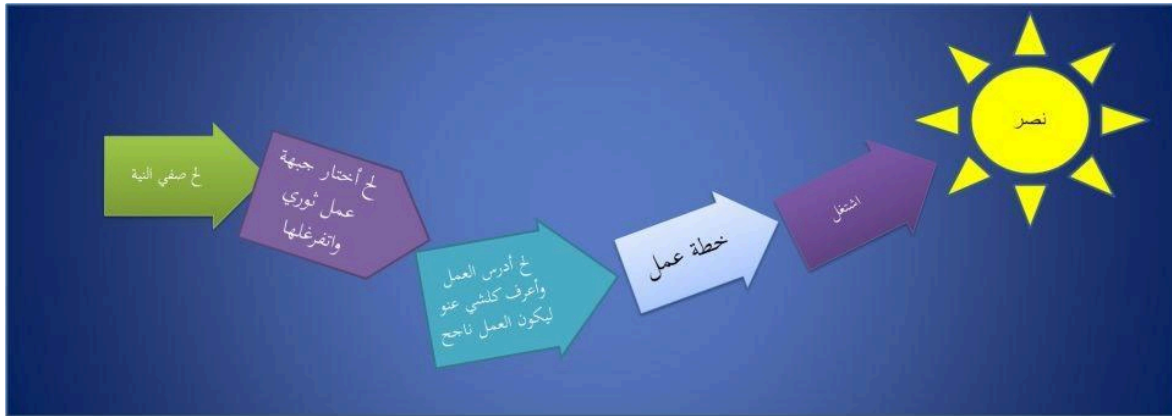 لح صفي النية
لح أختار جبهة
عمل ثوري
واتفرغلها
لح أدرس العمل
وأعرف كلشي عنو
ليكون العمل ناجح
خطة عمل
اشتغل
نصر